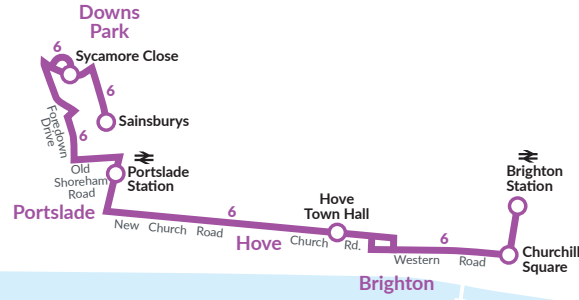 Downs
Park
6
Sycamore Close
6
Sainsburys
Foredown
Drive
6
Old
Shoreham
Road
Portslade
Station
Brighton
Station
Portslade
New Church Road
6
Hove
Hove
Town Hall
Church Rd.
6
Western Road
Churchill
Square
Brighton